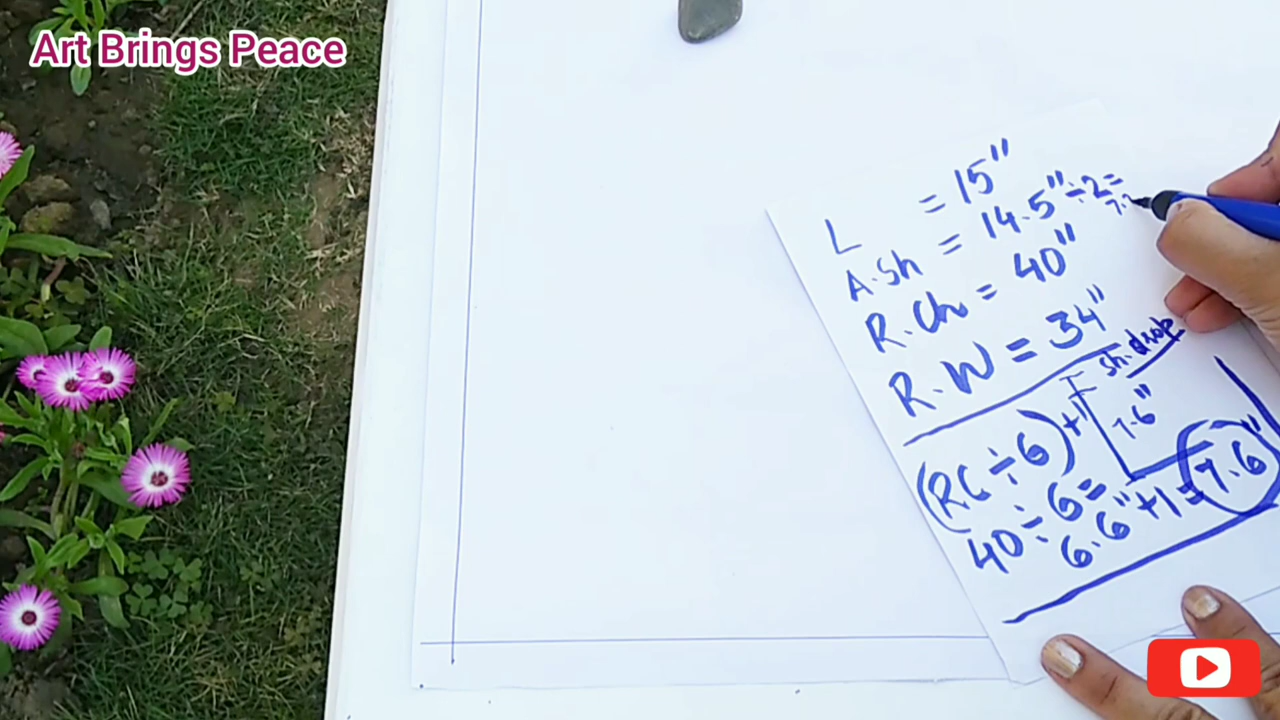 Art Brings Peace
L = 15"
A.Sh = 14.5" ÷ 2 =
R.Ch = 40"
R.W = 34"
sh.drop
7.6"
(RC ÷ 6) + 1"
40 ÷ 6 =
6.6" + 1 = 7.6"